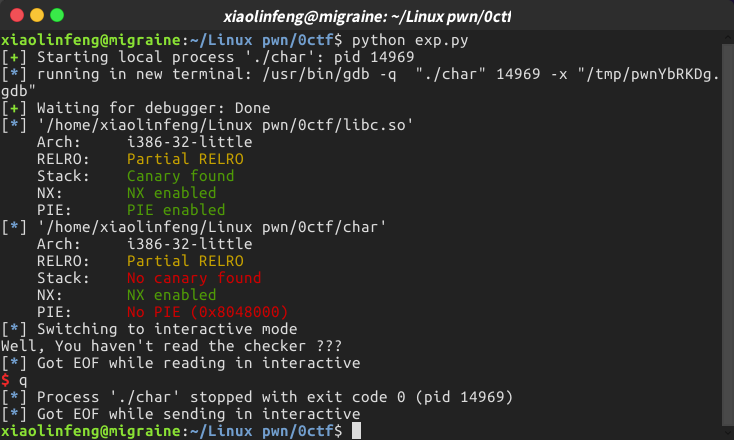 xiaolinfeng@migraine: ~/Linux pwn/0ctf
xiaolinfeng@migraine:~/Linux pwn/0ctf$ python exp.py
[+] Starting local process './char': pid 14969
[*] running in new terminal: /usr/bin/gdb -q  "./char" 14969 -x "/tmp/pwnYbRKDg.
gdb"
[+] Waiting for debugger: Done
[*] '/home/xiaolinfeng/Linux pwn/0ctf/libc.so'
    Arch:     i386-32-little
    RELRO:    Partial RELRO
    Stack:    Canary found
    NX:       NX enabled
    PIE:      PIE enabled
[*] '/home/xiaolinfeng/Linux pwn/0ctf/char'
    Arch:     i386-32-little
    RELRO:    Partial RELRO
    Stack:    No canary found
    NX:       NX enabled
    PIE:      No PIE (0x8048000)
[*] Switching to interactive mode
Well, You haven't read the checker ???
[*] Got EOF while reading in interactive
$ q
[*] Process './char' stopped with exit code 0 (pid 14969)
[*] Got EOF while sending in interactive
xiaolinfeng@migraine:~/Linux pwn/0ctf$